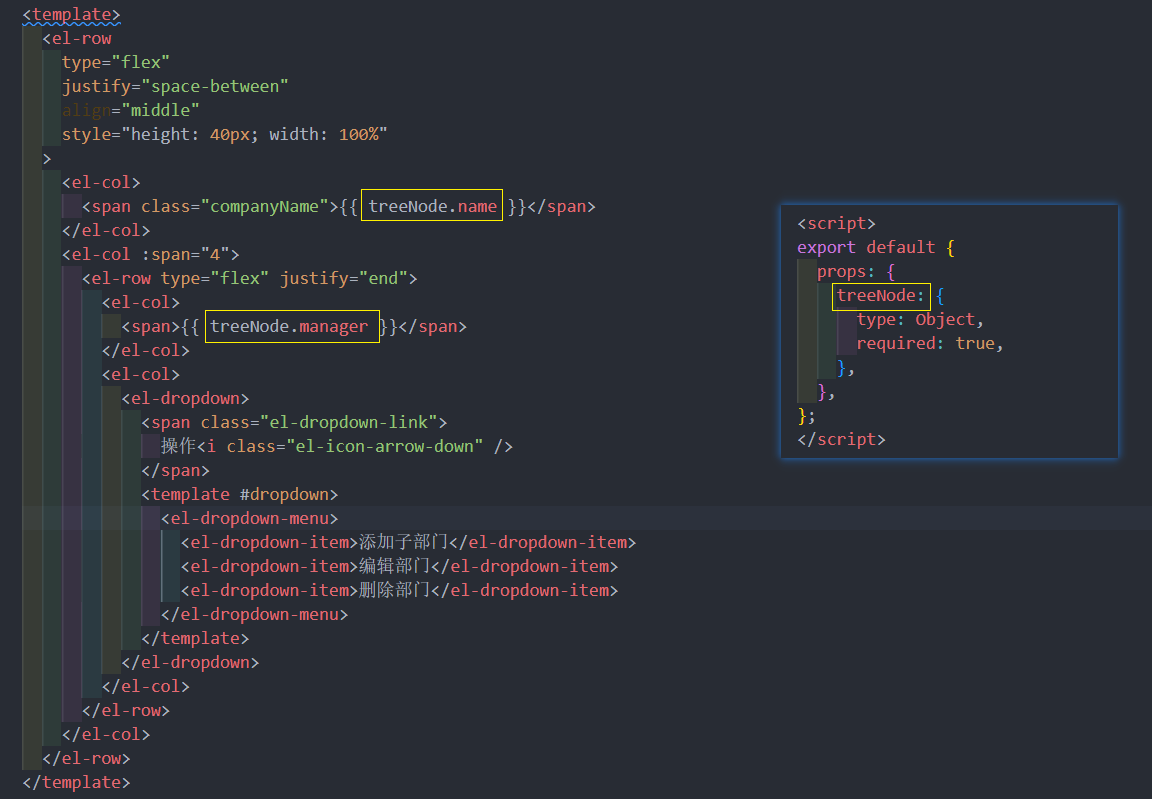 <template>
  <el-row
    type="flex"
    justify="space-between"
    align="middle"
    style="height: 40px; width: 100%"
  >
    <el-col>
      <span class="companyName">{{ treeNode.name }}</span>
    </el-col>
    <el-col :span="4">
      <el-row type="flex" justify="end">
        <el-col>
          <span>{{ treeNode.manager }}</span>
        </el-col>
        <el-col>
          <el-dropdown>
            <span class="el-dropdown-link">
              操作<i class="el-icon-arrow-down" />
            </span>
            <template #dropdown>
              <el-dropdown-menu>
                <el-dropdown-item>添加子部门</el-dropdown-item>
                <el-dropdown-item>编辑部门</el-dropdown-item>
                <el-dropdown-item>删除部门</el-dropdown-item>
              </el-dropdown-menu>
            </template>
          </el-dropdown>
        </el-col>
      </el-row>
    </el-col>
  </el-row>
</template>
<script>
export default {
  props: {
    treeNode: {
      type: Object,
      required: true,
    },
  },
};
</script>